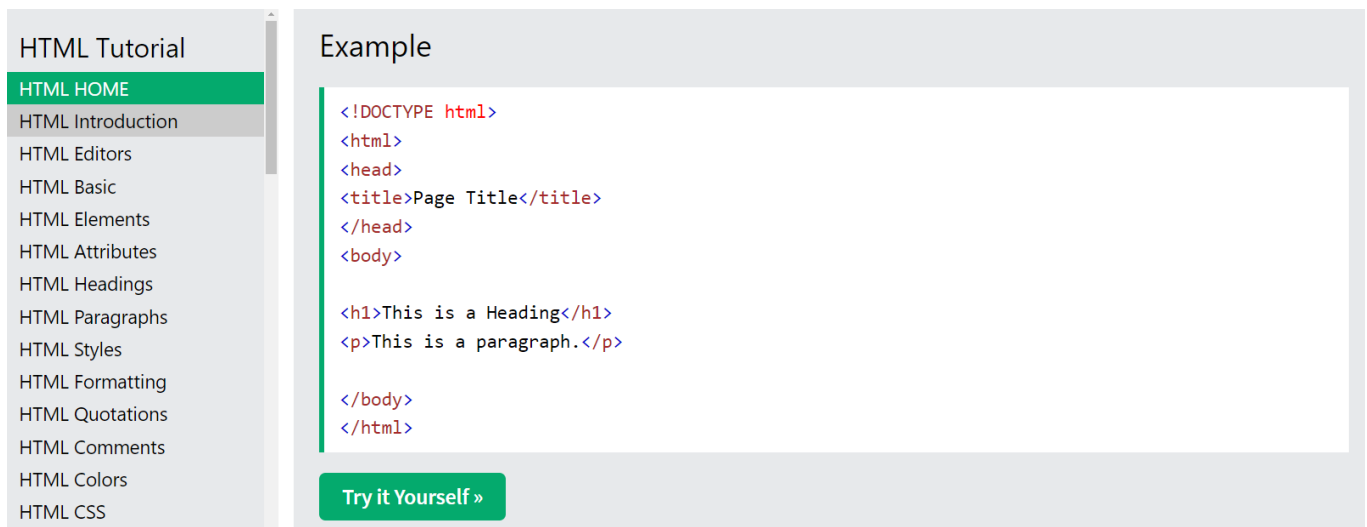 HTML Tutorial
HTML HOME
HTML Introduction
HTML Editors
HTML Basic
HTML Elements
HTML Attributes
HTML Headings
HTML Paragraphs
HTML Styles
HTML Formatting
HTML Quotations
HTML Comments
HTML Colors
HTML CSS
Example
<!DOCTYPE html>
<html>
<head>
<title>Page Title</title>
</head>
<body>
<h1>This is a Heading</h1>
<p>This is a paragraph.</p>
</body>
</html>
Try it Yourself »